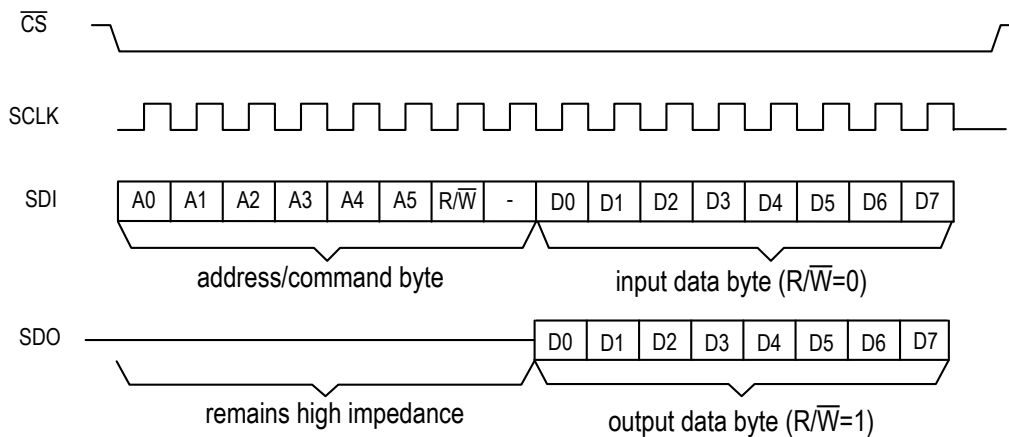 C̅S̅
SCLK
SDI A0 A1 A2 A3 A4 A5 R/W̅ - D0 D1 D2 D3 D4 D5 D6 D7
address/command byte input data byte (R/W̅=0)
SDO D0 D1 D2 D3 D4 D5 D6 D7
remains high impedance output data byte (R/W̅=1)